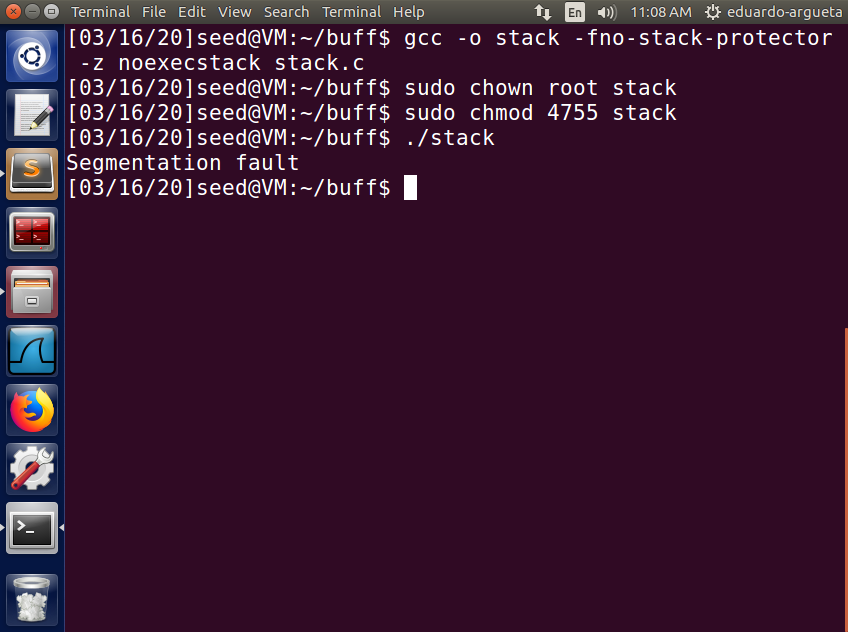 Terminal File Edit View Search Terminal Help En 11:08 AM eduardo-argueta
[03/16/20]seed@VM:~/buff$ gcc -o stack -fno-stack-protector
 -z noexecstack stack.c
[03/16/20]seed@VM:~/buff$ sudo chown root stack
[03/16/20]seed@VM:~/buff$ sudo chmod 4755 stack
[03/16/20]seed@VM:~/buff$ ./stack
Segmentation fault
[03/16/20]seed@VM:~/buff$